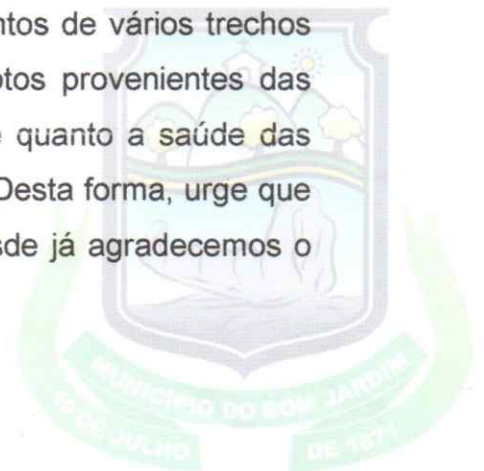 ntos de vários trechos
otos provenientes das
e quanto a saúde das
Desta forma, urge que
sde já agradecemos o
MUNICÍPIO DO BOM JARDIM
19 DE JULHO DE 1871